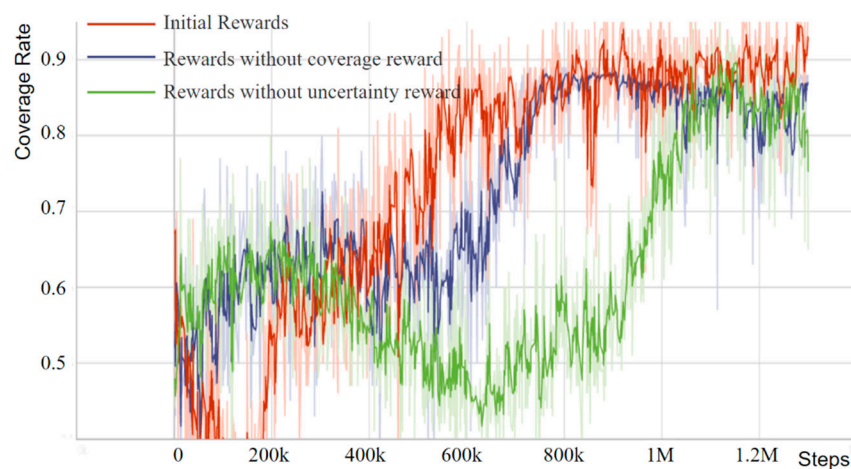 Initial Rewards
Rewards without coverage reward
Rewards without uncertainty reward
Coverage Rate
0.9
0.8
0.7
0.6
0.5
0 200k 400k 600k 800k 1M 1.2M Steps